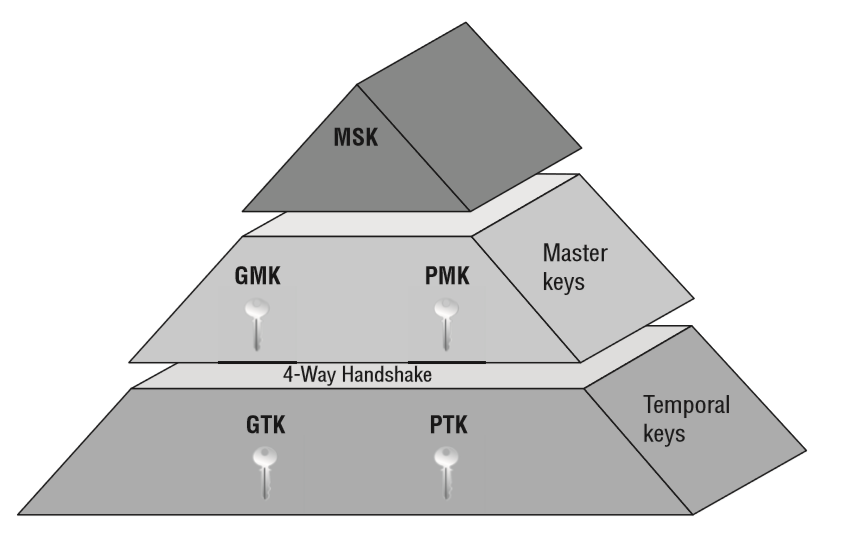 MSK
GMK
PMK
Master
keys
4-Way Handshake
GTK
PTK
Temporal
keys